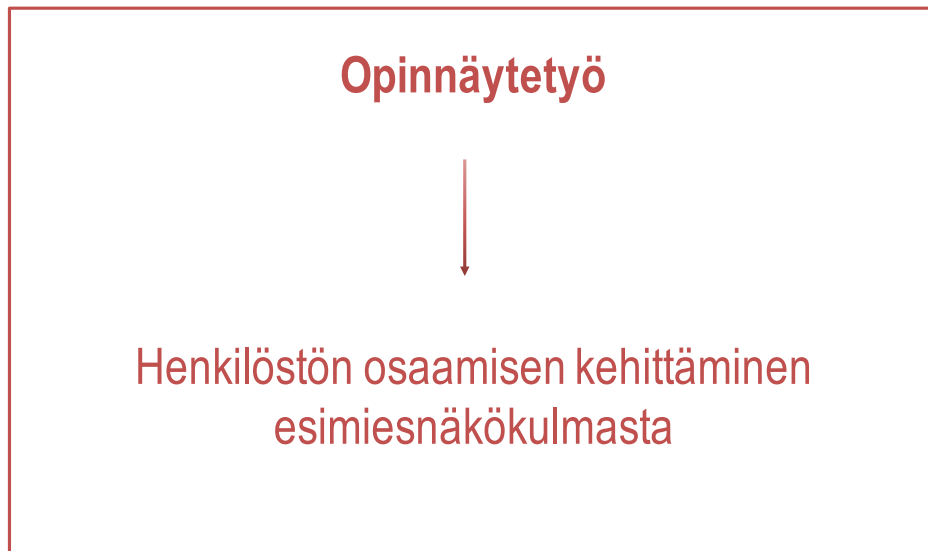 Opinnäytetyö
Henkilöstön osaamisen kehittäminen
esimiesnäkökulmasta